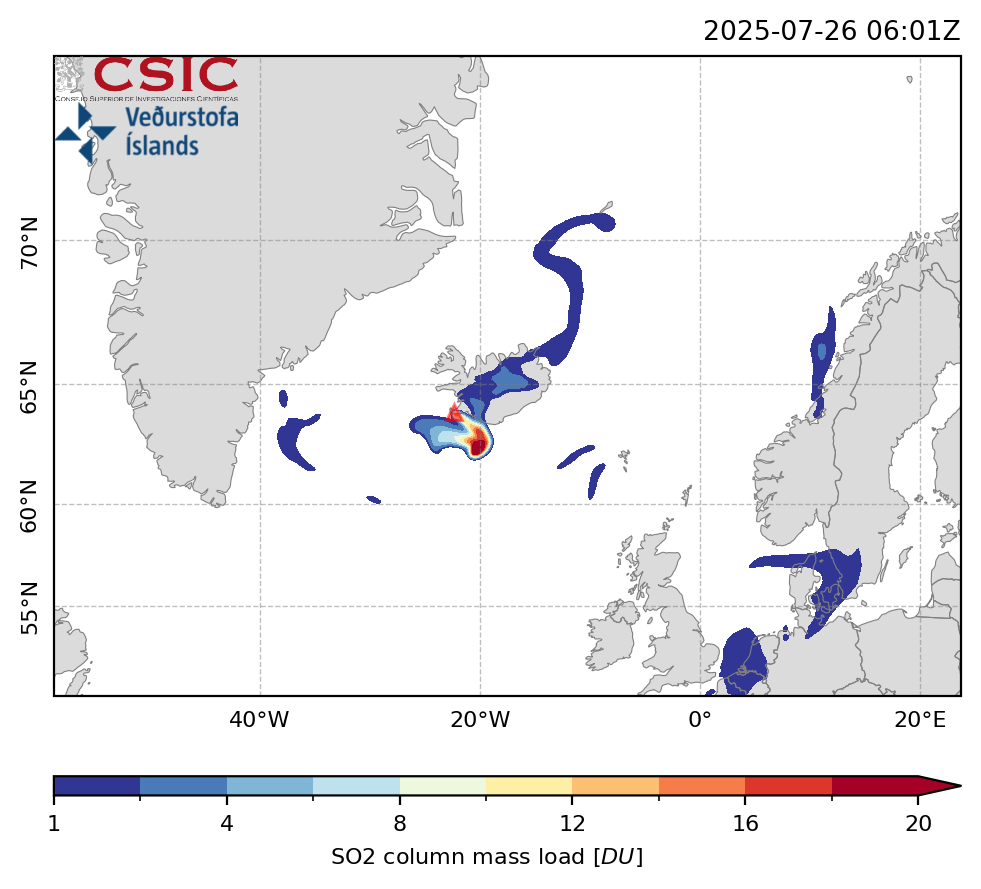 2025-07-26 06:01Z
CSIC
CONSEJO SUPERIOR DE INVESTIGACIONES CIENTÍFICAS
Veðurstofa
Íslands
70°N
65°N
60°N
55°N
40°W 20°W 0° 20°E
1 4 8 12 16 20
SO2 column mass load [DU]